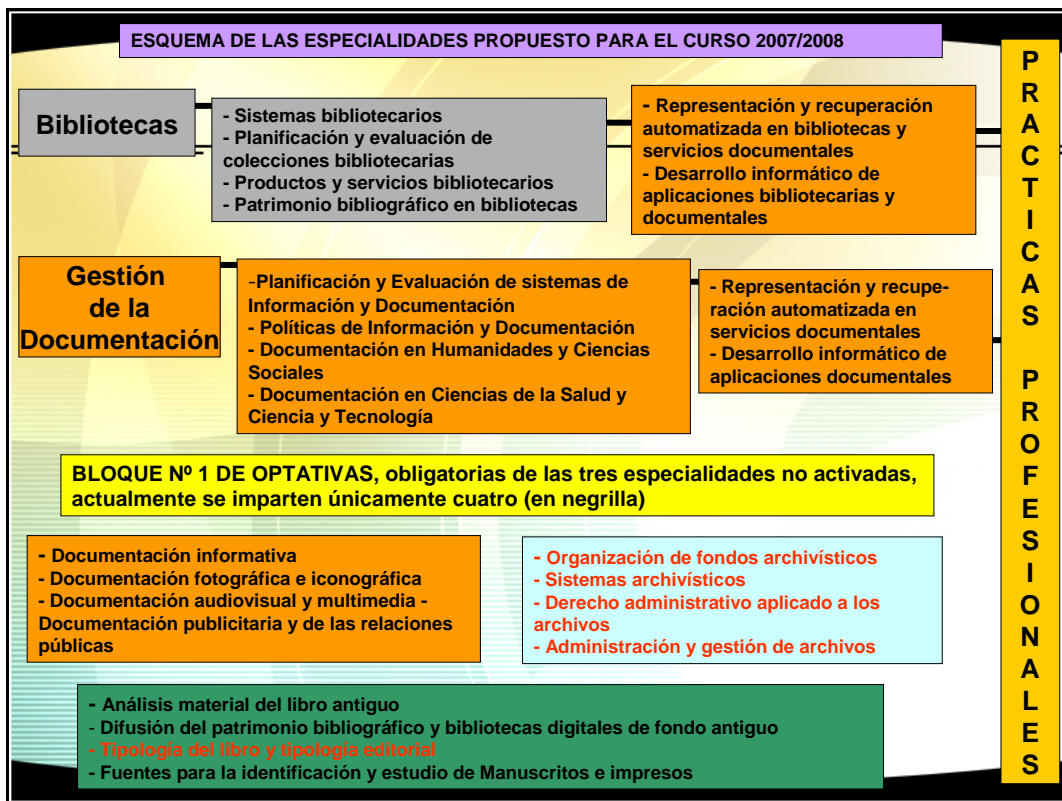 ESQUEMA DE LAS ESPECIALIDADES PROPUESTO PARA EL CURSO 2007/2008
Bibliotecas
- Sistemas bibliotecarios
- Planificación y evaluación de
colecciones bibliotecarias
- Productos y servicios bibliotecarios
- Patrimonio bibliográfico en bibliotecas
- Representación y recuperación
automatizada en bibliotecas y
servicios documentales
- Desarrollo informático de
aplicaciones bibliotecarias y
documentales
Gestión
de la
Documentación
-Planificación y Evaluación de sistemas de
Información y Documentación
- Políticas de Información y Documentación
- Documentación en Humanidades y Ciencias
Sociales
- Documentación en Ciencias de la Salud y
Ciencia y Tecnología
- Representación y recupe-
ración automatizada en
servicios documentales
- Desarrollo informático de
aplicaciones documentales
BLOQUE Nº 1 DE OPTATIVAS, obligatorias de las tres especialidades no activadas,
actualmente se imparten únicamente cuatro (en negrilla)
- Documentación informativa
- Documentación fotográfica e iconográfica
- Documentación audiovisual y multimedia -
Documentación publicitaria y de las relaciones
públicas
- Organización de fondos archivísticos
- Sistemas archivísticos
- Derecho administrativo aplicado a los
archivos
- Administración y gestión de archivos
- Análisis material del libro antiguo
- Difusión del patrimonio bibliográfico y bibliotecas digitales de fondo antiguo
- Tipología del libro y tipología editorial
- Fuentes para la identificación y estudio de Manuscritos e impresos
PRACTICAS PROFESIONALES